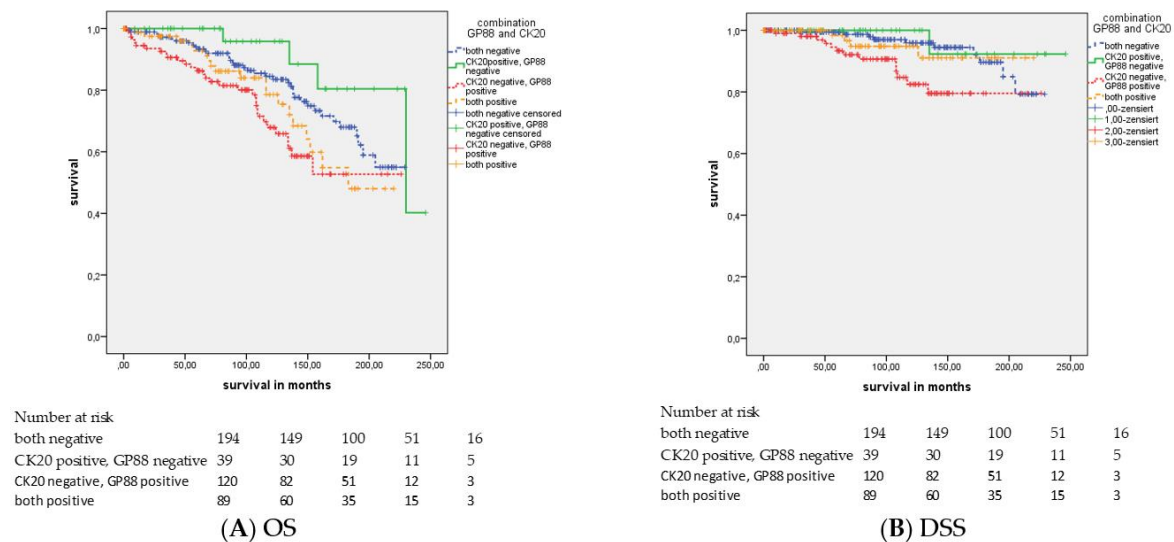 combination
GP88 and CK20
both negative
CK20positive, GP88
negative
CK20 negative, GP88
positive
both positive
both negative censored
CK20 positive, GP88
negative censored
CK20 negative, GP88
positive
both positive
survival
1,0
0,8
0,6
0,4
0,2
0,0
,00 50,00 100,00 150,00 200,00 250,00
survival in months
Number at risk
both negative 194 149 100 51 16
CK20 positive, GP88 negative 39 30 19 11 5
CK20 negative, GP88 positive 120 82 51 12 3
both positive 89 60 35 15 3
(A) OS
combination
GP88 and CK20
both negative
CK20 positive,
GP88 negative
CK20 negative,
GP88 positive
both positive
,00-zensiert
1,00-zensiert
2,00-zensiert
3,00-zensiert
survival
1,0
0,8
0,6
0,4
0,2
0,0
,00 50,00 100,00 150,00 200,00 250,00
survival in months
Number at risk
both negative 194 149 100 51 16
CK20 positive, GP88 negative 39 30 19 11 5
CK20 negative, GP88 positive 120 82 51 12 3
both positive 89 60 35 15 3
(B) DSS